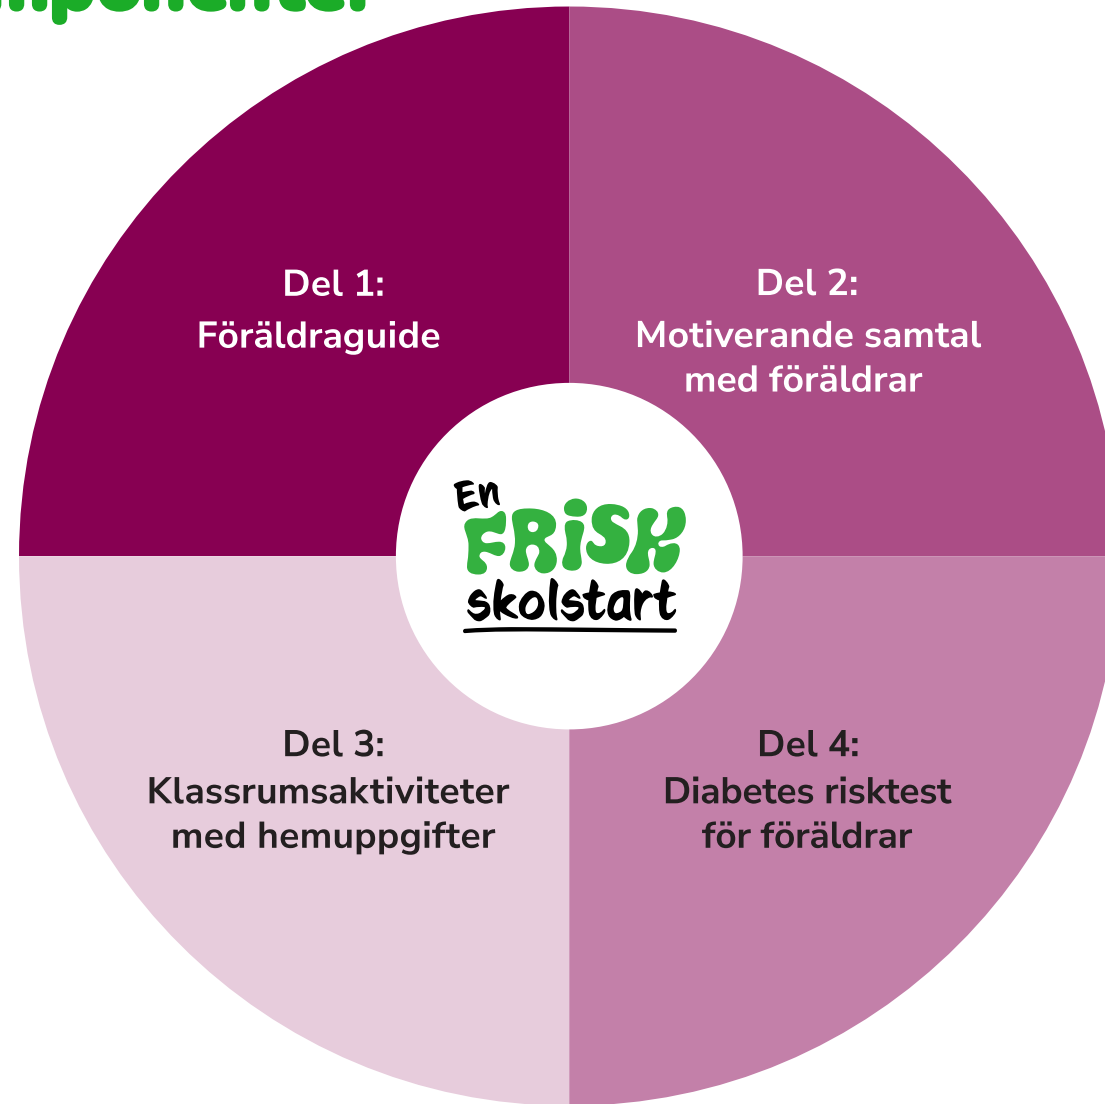 Del 1:
Föräldraguide
Del 2:
Motiverande samtal
med föräldrar
En
FRiSK
skolstart
Del 3:
Klassrumsaktiviteter
med hemuppgifter
Del 4:
Diabetes risktest
för föräldrar